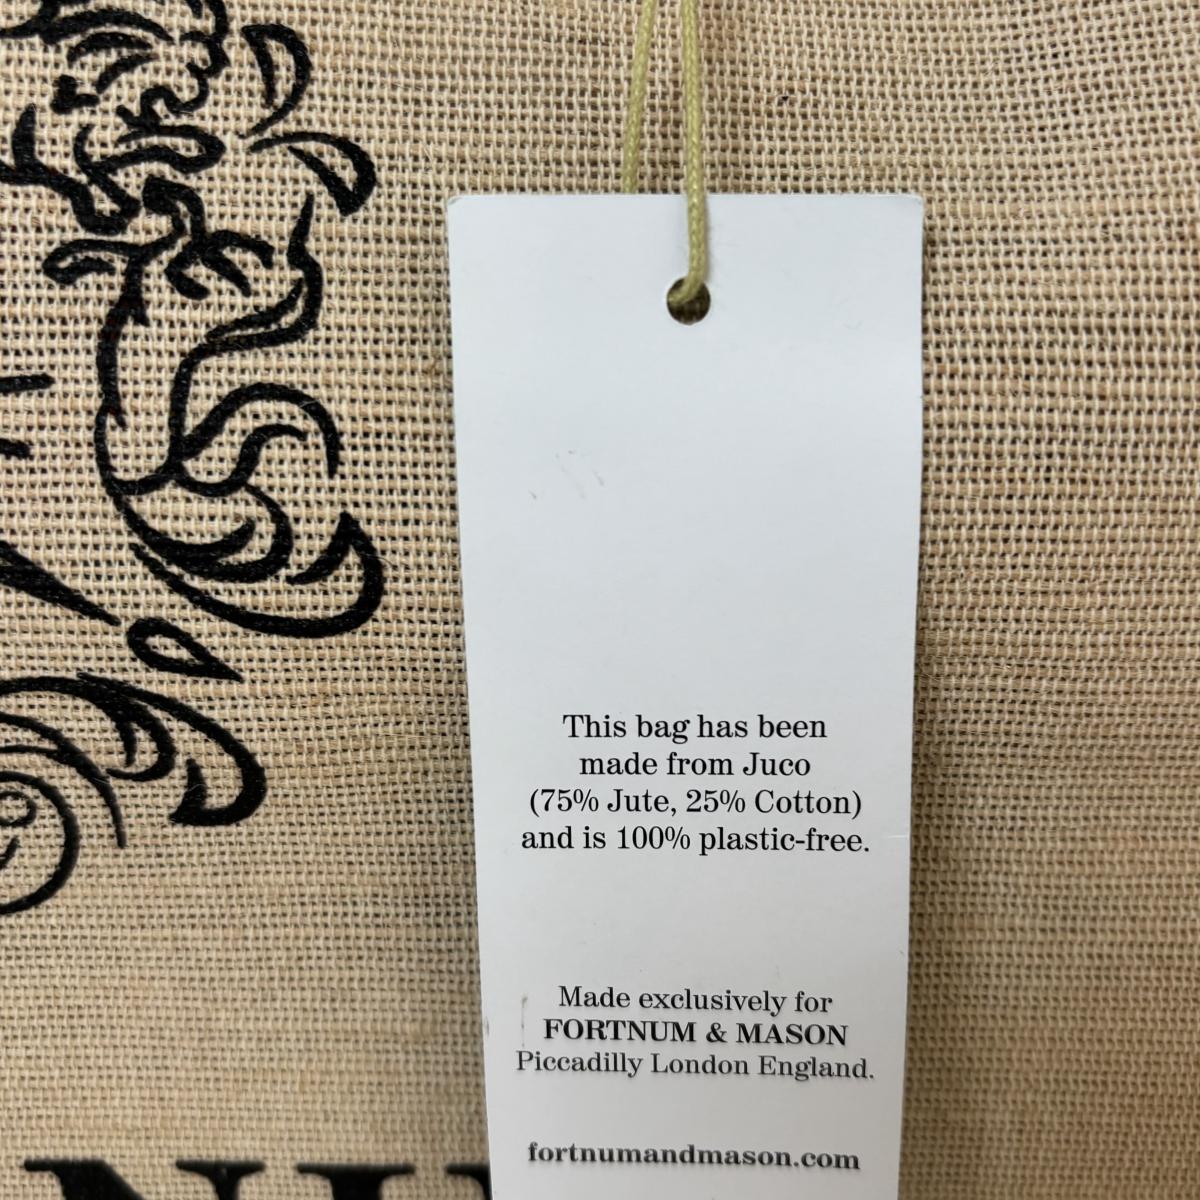 This bag has been
made from Juco
(75% Jute, 25% Cotton)
and is 100% plastic-free.
Made exclusively for
FORTNUM & MASON
Piccadilly London England.
fortnumandmason.com